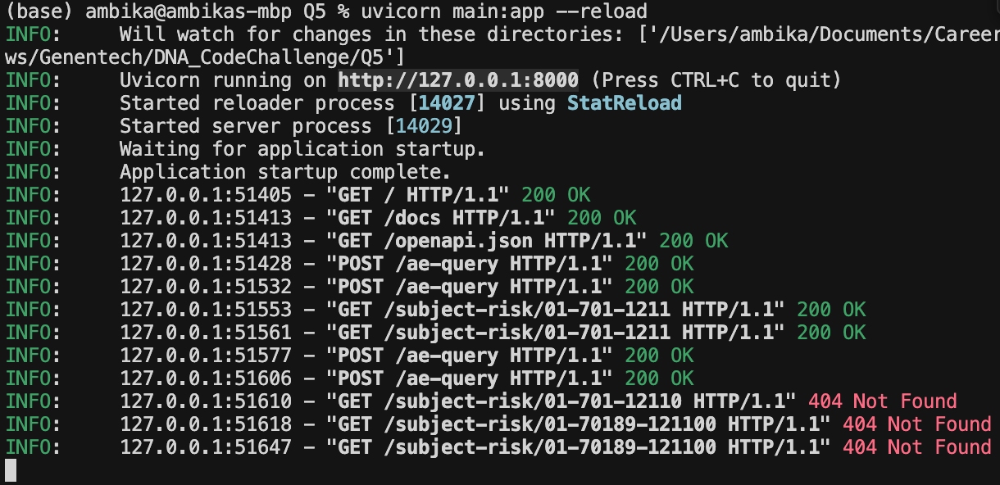 (base) ambika@ambikas-mbp Q5 % uvicorn main:app --reload
INFO:     Will watch for changes in these directories: ['/Users/ambika/Documents/Career
ws/Genentech/DNA_CodeChallenge/Q5']
INFO:     Uvicorn running on http://127.0.0.1:8000 (Press CTRL+C to quit)
INFO:     Started reloader process [14027] using StatReload
INFO:     Started server process [14029]
INFO:     Waiting for application startup.
INFO:     Application startup complete.
INFO:     127.0.0.1:51405 - "GET / HTTP/1.1" 200 OK
INFO:     127.0.0.1:51413 - "GET /docs HTTP/1.1" 200 OK
INFO:     127.0.0.1:51413 - "GET /openapi.json HTTP/1.1" 200 OK
INFO:     127.0.0.1:51428 - "POST /ae-query HTTP/1.1" 200 OK
INFO:     127.0.0.1:51532 - "POST /ae-query HTTP/1.1" 200 OK
INFO:     127.0.0.1:51553 - "GET /subject-risk/01-701-1211 HTTP/1.1" 200 OK
INFO:     127.0.0.1:51561 - "GET /subject-risk/01-701-1211 HTTP/1.1" 200 OK
INFO:     127.0.0.1:51577 - "POST /ae-query HTTP/1.1" 200 OK
INFO:     127.0.0.1:51606 - "POST /ae-query HTTP/1.1" 200 OK
INFO:     127.0.0.1:51610 - "GET /subject-risk/01-701-12110 HTTP/1.1" 404 Not Found
INFO:     127.0.0.1:51618 - "GET /subject-risk/01-70189-121100 HTTP/1.1" 404 Not Found
INFO:     127.0.0.1:51647 - "GET /subject-risk/01-70189-121100 HTTP/1.1" 404 Not Found